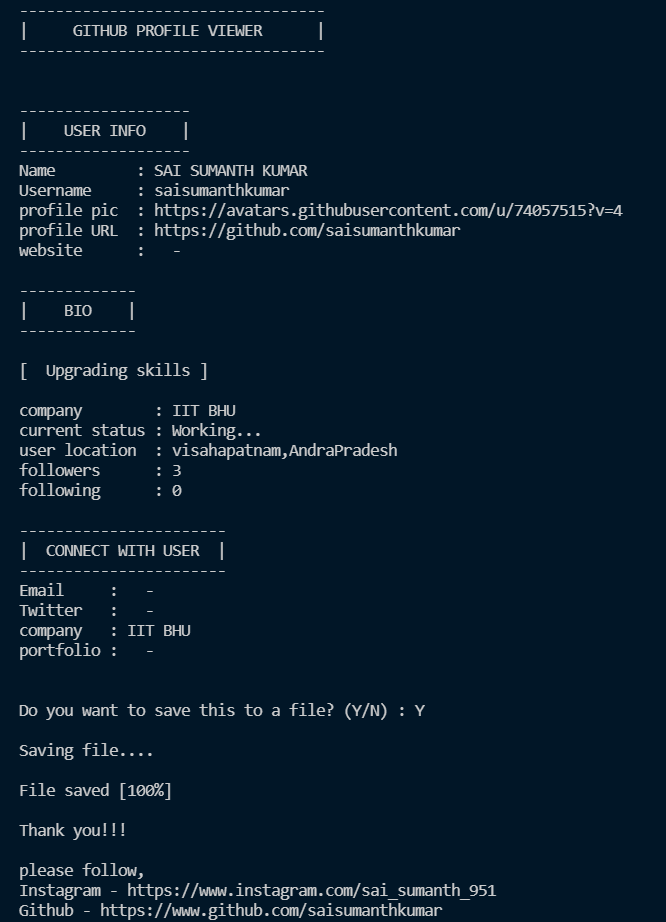 ----------------------------------
|     GITHUB PROFILE VIEWER      |
----------------------------------
-------------------
|    USER INFO    |
-------------------
Name         : SAI SUMANTH KUMAR
Username     : saisumanthkumar
profile pic  : https://avatars.githubusercontent.com/u/74057515?v=4
profile URL  : https://github.com/saisumanthkumar
website      :   -
-------------
|    BIO    |
-------------
[  Upgrading skills ]
company        : IIT BHU
current status : Working...
user location  : visahapatnam,AndraPradesh
followers      : 3
following      : 0
-----------------------
|  CONNECT WITH USER  |
-----------------------
Email     :   -
Twitter   :   -
company   : IIT BHU
portfolio :   -
Do you want to save this to a file? (Y/N) : Y
Saving file....
File saved [100%]
Thank you!!!
please follow,
Instagram - https://www.instagram.com/sai_sumanth_951
Github - https://www.github.com/saisumanthkumar